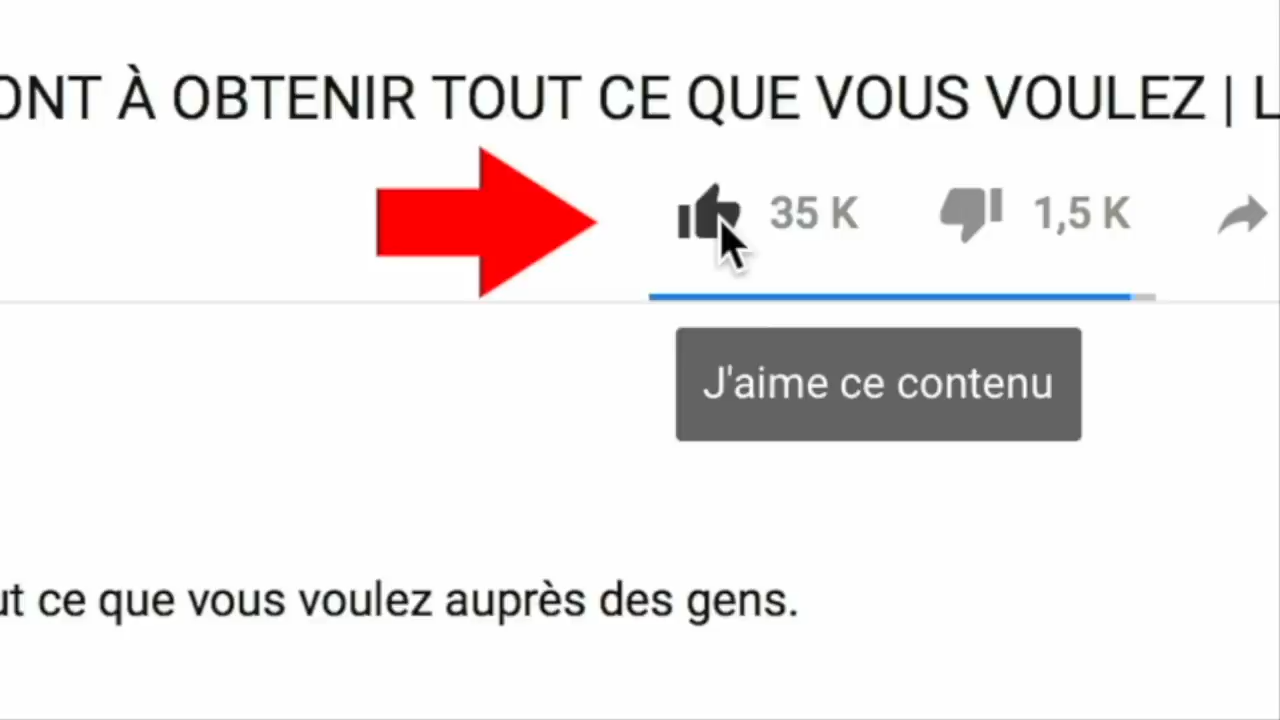 ONT À OBTENIR TOUT CE QUE VOUS VOULEZ | L
35 K 1,5 K
J'aime ce contenu
ut ce que vous voulez auprès des gens.